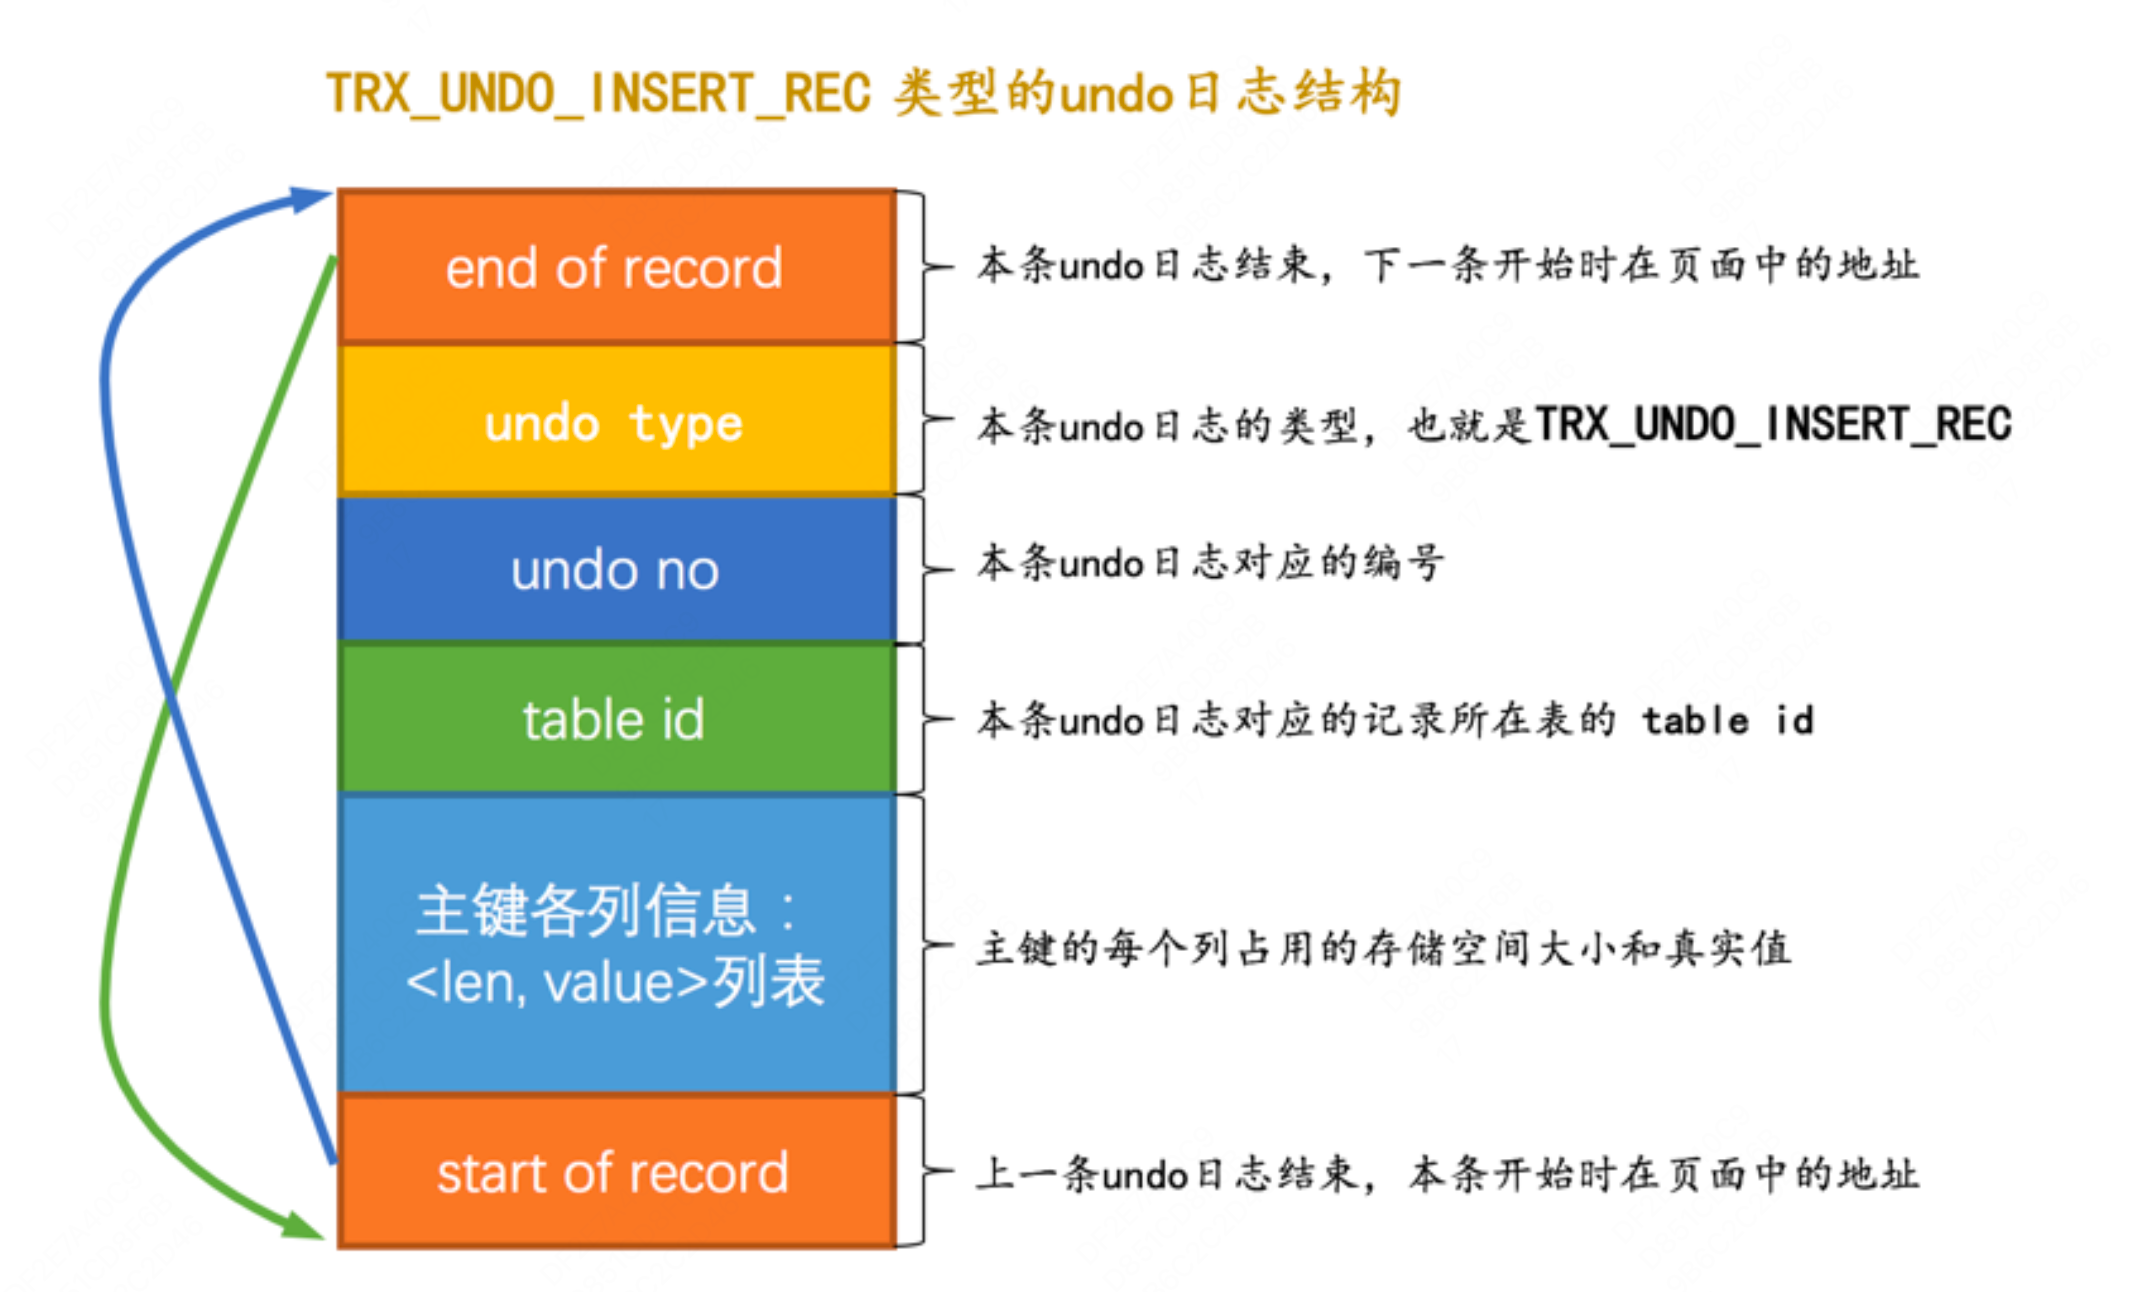 TRX_UNDO_INSERT_REC 类型的undo日志结构
end of record
本条undo日志结束，下一条开始时在页面中的地址
undo type
本条undo日志的类型，也就是TRX_UNDO_INSERT_REC
undo no
本条undo日志对应的编号
table id
本条undo日志对应的记录所在表的 table id
主键各列信息：
<len, value>列表
主键的每个列占用的存储空间大小和真实值
start of record
上一条undo日志结束，本条开始时在页面中的地址